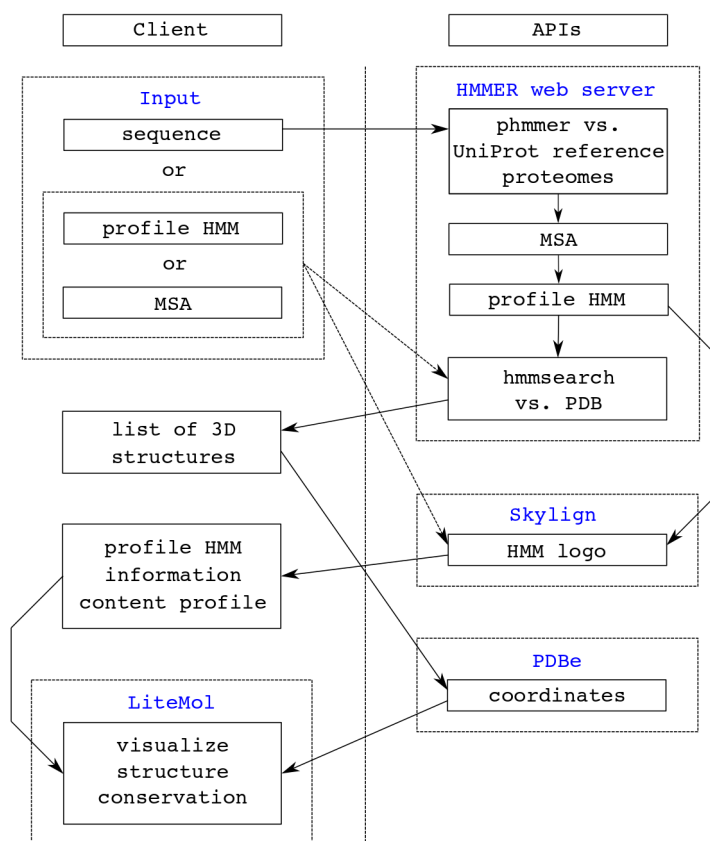 Client
APIs
Input
sequence
or
profile HMM
or
MSA
HMMER web server
phmmer vs.
UniProt reference
proteomes
MSA
profile HMM
hmmsearch
vs. PDB
list of 3D
structures
Skylign
HMM logo
profile HMM
information
content profile
PDBe
coordinates
LiteMol
visualize
structure
conservation